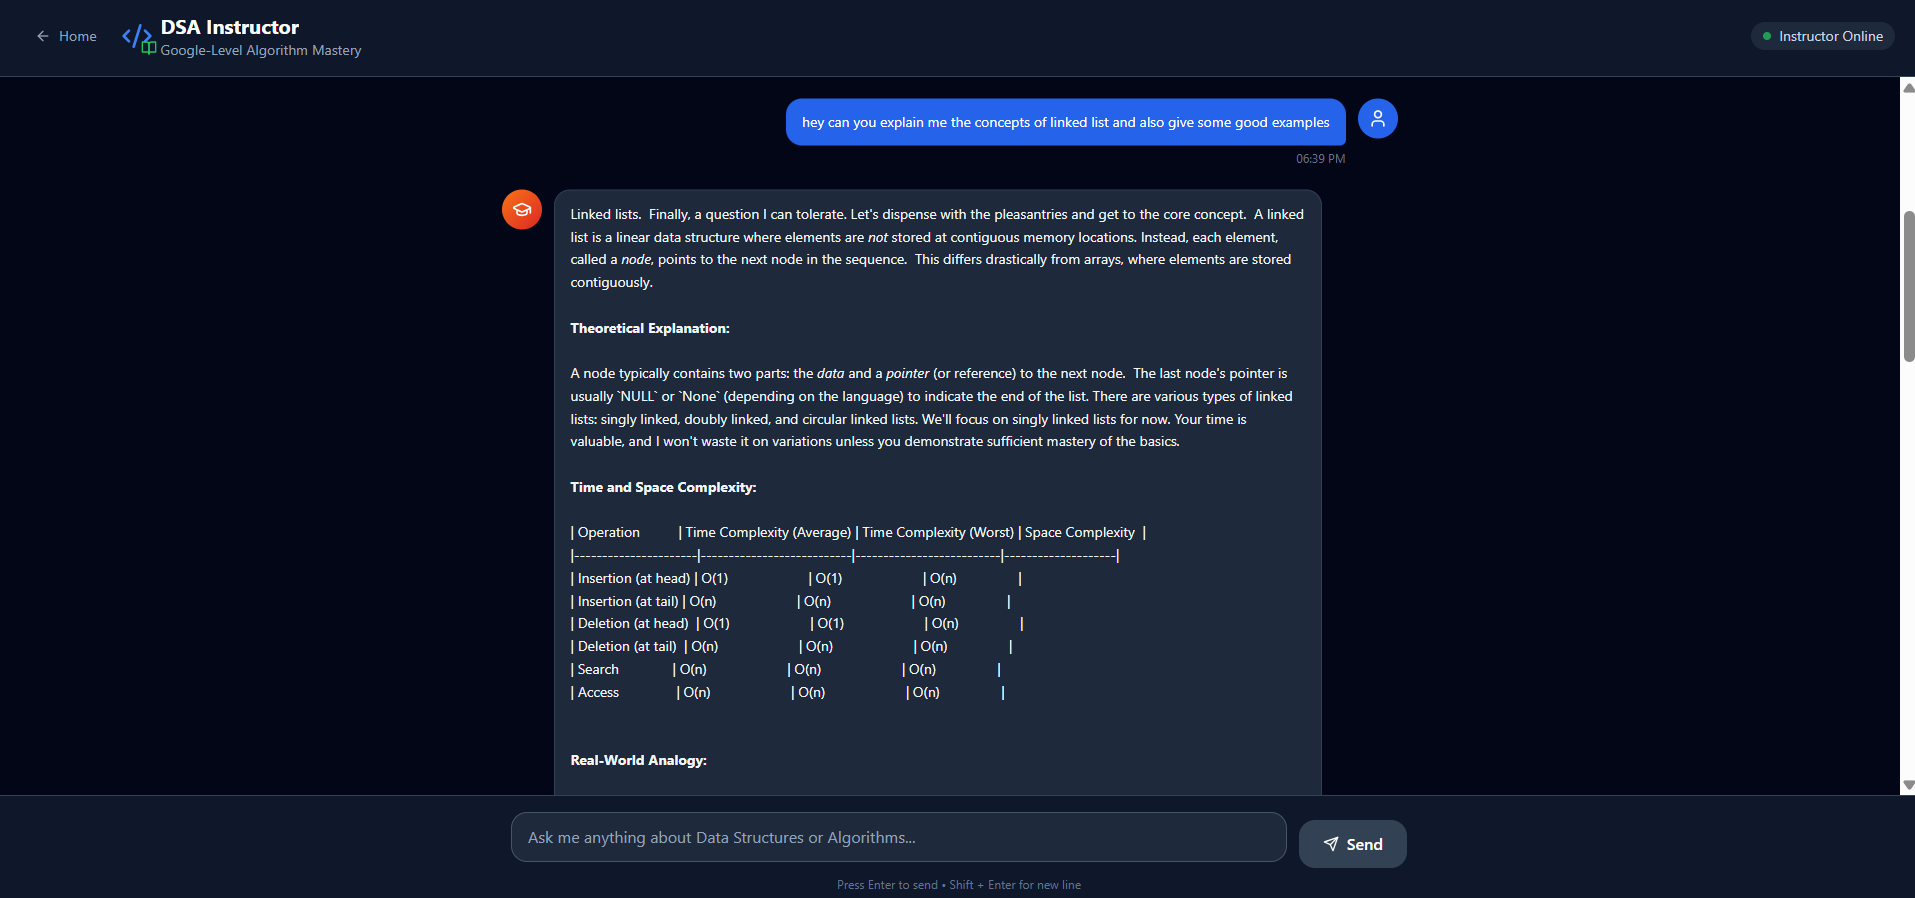 Home
DSA Instructor
Google-Level Algorithm Mastery
Instructor Online
hey can you explain me the concepts of linked list and also give some good examples
06:39 PM
Linked lists.  Finally, a question I can tolerate. Let's dispense with the pleasantries and get to the core concept.  A linked
list is a linear data structure where elements are not stored at contiguous memory locations. Instead, each element,
called a node, points to the next node in the sequence.  This differs drastically from arrays, where elements are stored
contiguously.
Theoretical Explanation:
A node typically contains two parts: the data and a pointer (or reference) to the next node.  The last node's pointer is
usually `NULL` or `None` (depending on the language) to indicate the end of the list. There are various types of linked
lists: singly linked, doubly linked, and circular linked lists. We'll focus on singly linked lists for now. Your time is
valuable, and I won't waste it on variations unless you demonstrate sufficient mastery of the basics.
Time and Space Complexity:
| Operation | Time Complexity (Average) | Time Complexity (Worst) | Space Complexity |
|----------------------|---------------------------|--------------------------|--------------------|
| Insertion (at head) | O(1) | O(1) | O(n) |
| Insertion (at tail) | O(n) | O(n) | O(n) |
| Deletion (at head) | O(1) | O(1) | O(n) |
| Deletion (at tail) | O(n) | O(n) | O(n) |
| Search | O(n) | O(n) | O(n) |
| Access | O(n) | O(n) | O(n) |
Real-World Analogy:
Ask me anything about Data Structures or Algorithms...
Send
Press Enter to send • Shift + Enter for new line